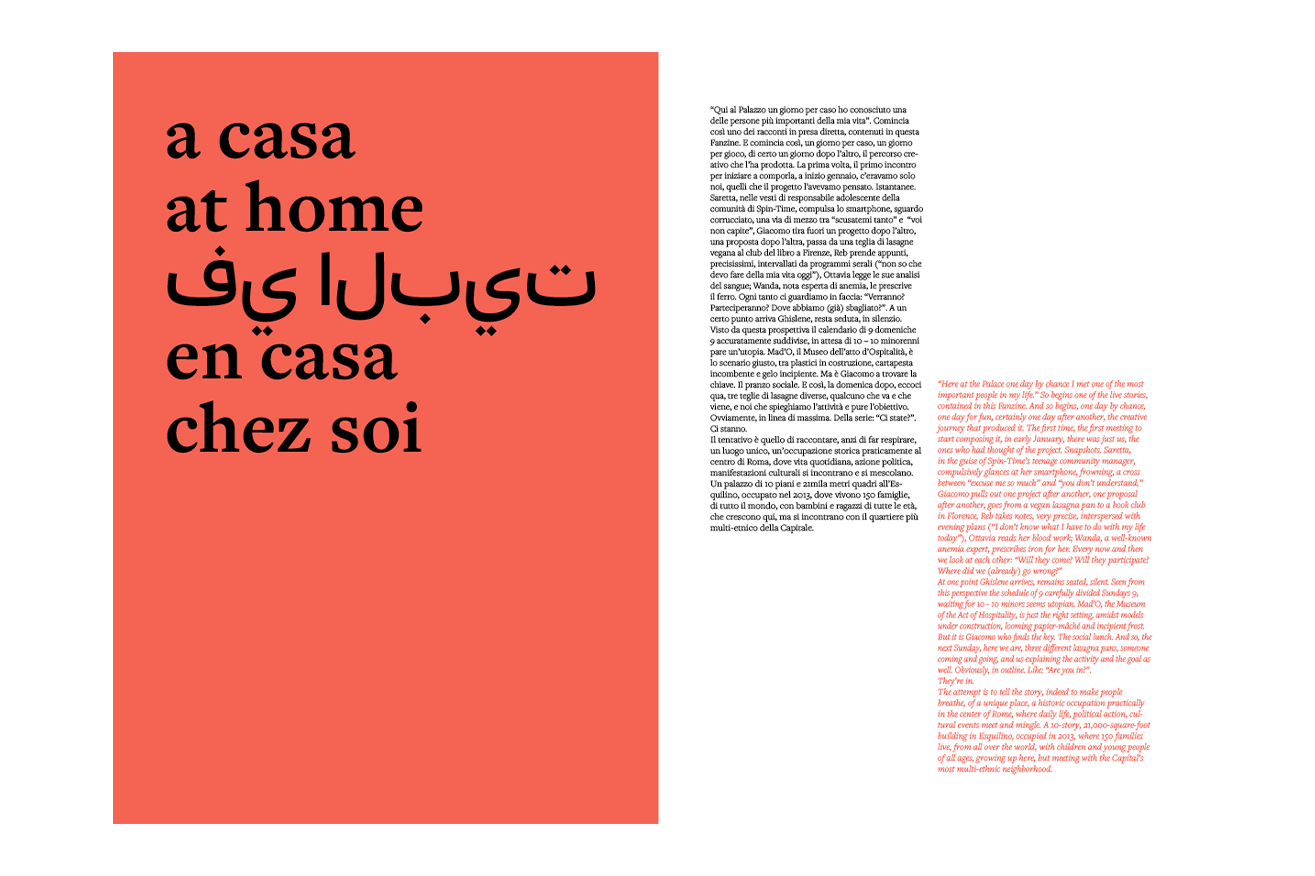 a casa
at home
تيبلا يف
en casa
chez soi
“Qui al Palazzo un giorno per caso ho conosciuto una
delle persone più importanti della mia vita”. Comincia
così uno dei racconti in presa diretta, contenuti in questa
Fanzine. E comincia così, un giorno per caso, un giorno
per gioco, di certo un giorno dopo l’altro, il percorso cre-
ativo che l’ha prodotta. La prima volta, il primo incontro
per iniziare a comporla, a inizio gennaio, c’eravamo solo
noi, quelli che il progetto l’avevamo pensato. Istantanee.
Saretta, nelle vesti di responsabile adolescente della
comunità di Spin-Time, compulsa lo smartphone, sguardo
corrucciato, una via di mezzo tra “scusatemi tanto” e “voi
non capite”, Giacomo tira fuori un progetto dopo l’altro,
una proposta dopo l’altra, passa da una teglia di lasagne
vegana al club del libro a Firenze, Reb prende appunti,
precisissimi, intervallati da programmi serali (“non so che
devo fare della mia vita oggi”), Ottavia legge le sue analisi
del sangue; Wanda, nota esperta di anemia, le prescrive
il ferro. Ogni tanto ci guardiamo in faccia: “Verranno?
Parteciperanno? Dove abbiamo (già) sbagliato?”. A un
certo punto arriva Ghislene, resta seduta, in silenzio.
Visto da questa prospettiva il calendario di 9 domeniche
9 accuratamente suddivise, in attesa di 10 – 10 minorenni
pare un’utopia. Mad’O, il Museo dell’atto d’Ospitalità, è
lo scenario giusto, tra plastici in costruzione, cartapesta
incombente e gelo incipiente. Ma è Giacomo a trovare la
chiave. Il pranzo sociale. E così, la domenica dopo, eccoci
qua, tre teglie di lasagne diverse, qualcuno che va e che
viene, e noi che spieghiamo l’attività e pure l’obiettivo.
Ovviamente, in linea di massima. Della serie: “Ci state?”.
Ci stanno.
Il tentativo è quello di raccontare, anzi di far respirare,
un luogo unico, un’occupazione storica praticamente al
centro di Roma, dove vita quotidiana, azione politica,
manifestazioni culturali si incontrano e si mescolano.
Un palazzo di 10 piani e 21mila metri quadri all’Es-
quilino, occupato nel 2013, dove vivono 150 famiglie,
di tutto il mondo, con bambini e ragazzi di tutte le età,
che crescono qui, ma si incontrano con il quartiere più
multi-etnico della Capitale.
“Here at the Palace one day by chance I met one of the most
important people in my life.” So begins one of the live stories,
contained in this Fanzine. And so begins, one day by chance,
one day for fun, certainly one day after another, the creative
journey that produced it. The first time, the first meeting to
start composing it, in early January, there was just us, the
ones who had thought of the project. Snapshots. Saretta,
in the guise of Spin-Time’s teenage community manager,
compulsively glances at her smartphone, frowning, a cross
between “excuse me so much” and “you don’t understand,”
Giacomo pulls out one project after another, one proposal
after another, goes from a vegan lasagna pan to a book club
in Florence, Reb takes notes, very precise, interspersed with
evening plans (“I don’t know what I have to do with my life
today”), Ottavia reads her blood work; Wanda, a well-known
anemia expert, prescribes iron for her. Every now and then
we look at each other: “Will they come? Will they participate?
Where did we (already) go wrong?”
At one point Ghislene arrives, remains seated, silent. Seen from
this perspective the schedule of 9 carefully divided Sundays 9,
waiting for 10 - 10 minors seems utopian. Mad’O, the Museum
of the Act of Hospitality, is just the right setting, amidst models
under construction, looming papier-mâché and incipient frost.
But it is Giacomo who finds the key. The social lunch. And so, the
next Sunday, here we are, three different lasagna pans, someone
coming and going, and us explaining the activity and the goal as
well. Obviously, in outline. Like: “Are you in?”.
They’re in.
The attempt is to tell the story, indeed to make people
breathe, of a unique place, a historic occupation practically
in the center of Rome, where daily life, political action, cul-
tural events meet and mingle. A 10-story, 21,000-square-foot
building in Esquilino, occupied in 2013, where 150 families
live, from all over the world, with children and young people
of all ages, growing up here, but meeting with the Capital’s
most multi-ethnic neighborhood.